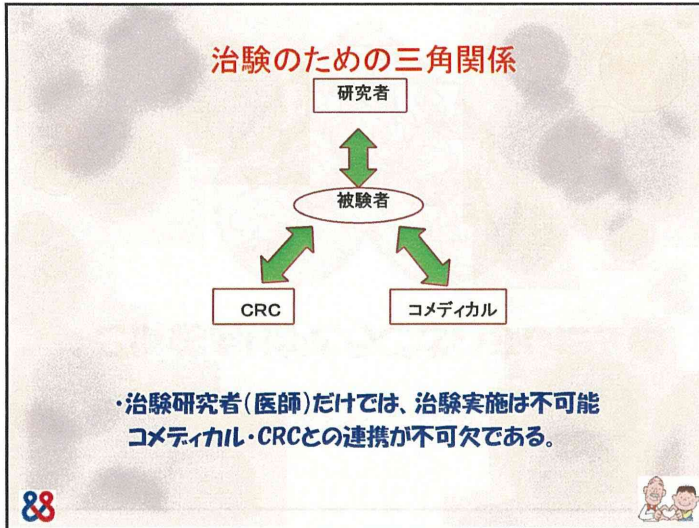 治験のための三角関係
研究者
被験者
CRC
コメディカル
・治験研究者(医師)だけでは、治験実施は不可能
コメディカル・CRCとの連携が不可欠である。